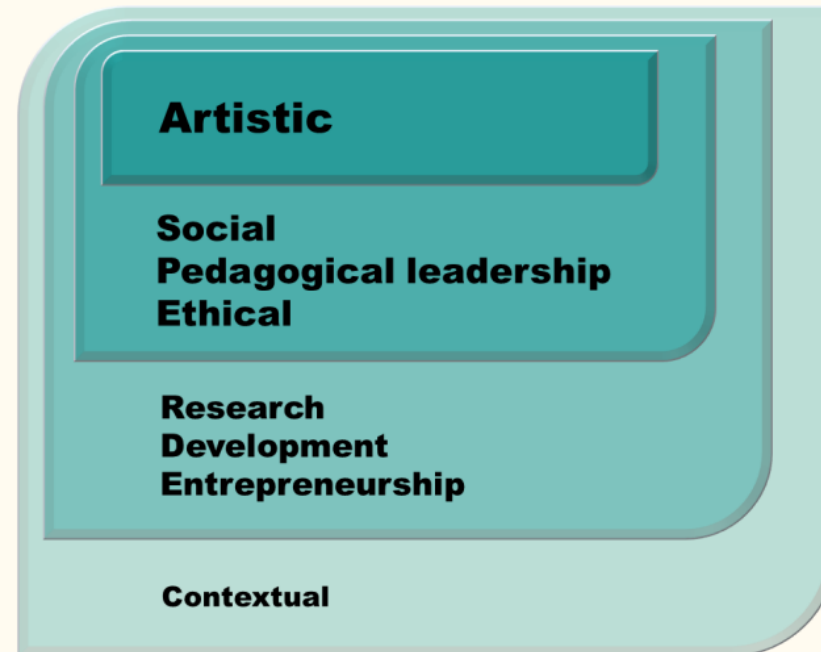 Artistic
Social
Pedagogical leadership
Ethical
Research
Development
Entrepreneurship
Contextual